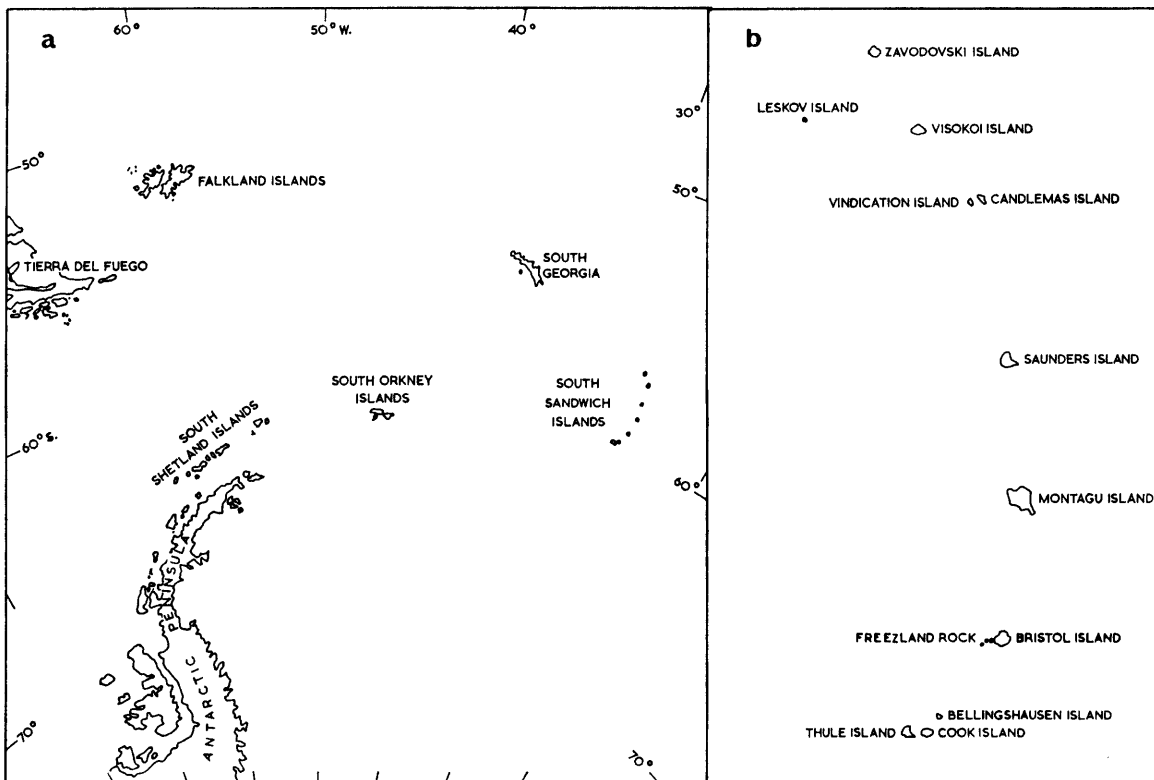 a
60°
50°W.
40°
30°
50°
FALKLAND ISLANDS
50°
TIERRA DEL FUEGO
SOUTH
GEORGIA
SOUTH ORKNEY
ISLANDS
SOUTH
SANDWICH
ISLANDS
SOUTH
SHETLAND ISLANDS
60°S.
60°
ANTARCTIC
PENINSULA
70°
70°
b
ZAVODOVSKI ISLAND
LESKOV ISLAND
VISOKOI ISLAND
VINDICATION ISLAND
CANDLEMAS ISLAND
SAUNDERS ISLAND
MONTAGU ISLAND
FREEZLAND ROCK
BRISTOL ISLAND
BELLINGSHAUSEN ISLAND
THULE ISLAND
COOK ISLAND